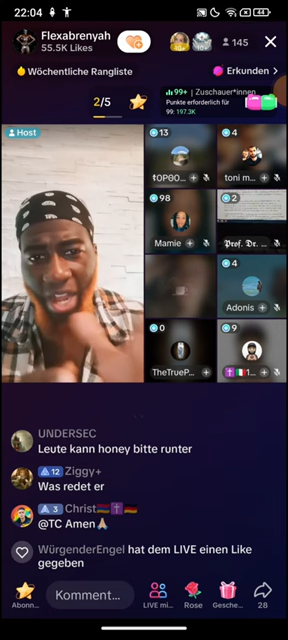 22:04
44
Flexabrenyah
55.5K Likes
145
Wöchentliche Rangliste
Erkunden >
2/5
99+ | Zuschauer*innen
Punkte erforderlich für
99: 197.3K
Host
13
4
toni m...
98
Mamie
2
Prof. Dr. ...
4
Adonis
0
TheTrueP...
9
UNDERSEC
Leute kann honey bitte runter
12 Ziggy+
Was redet er
3 Christ
@TC Amen🙏🏼
WürgenderEngel hat dem LIVE einen Like
gegeben
Abonn...
Komment...
LIVE mi...
Rose
Gesche...
28